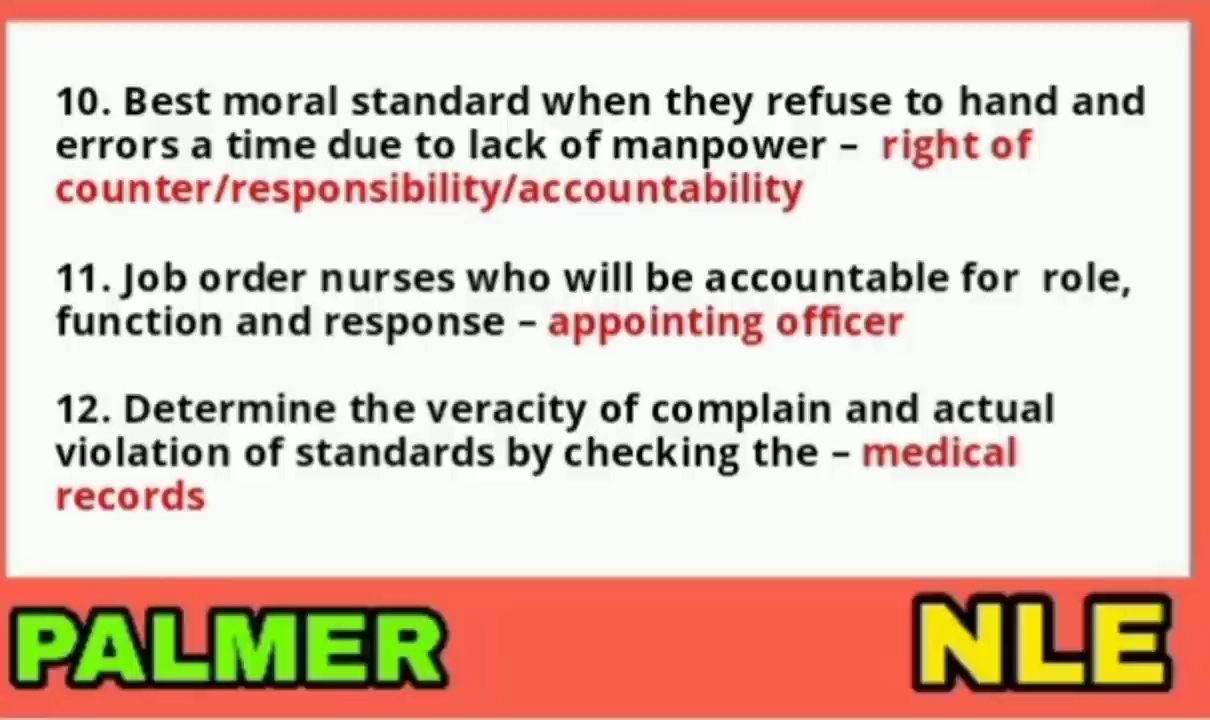 10. Best moral standard when they refuse to hand and
errors a time due to lack of manpower – right of
counter/responsibility/accountability
11. Job order nurses who will be accountable for role,
function and response – appointing officer
12. Determine the veracity of complain and actual
violation of standards by checking the – medical
records
PALMER
NLE